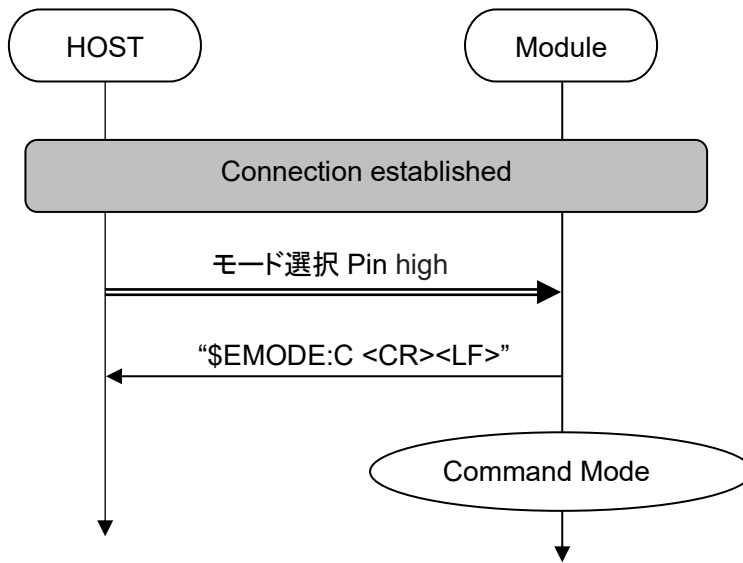 HOST
Module
Connection established
モード選択 Pin high
“$EMODE:C <CR><LF>”
Command Mode